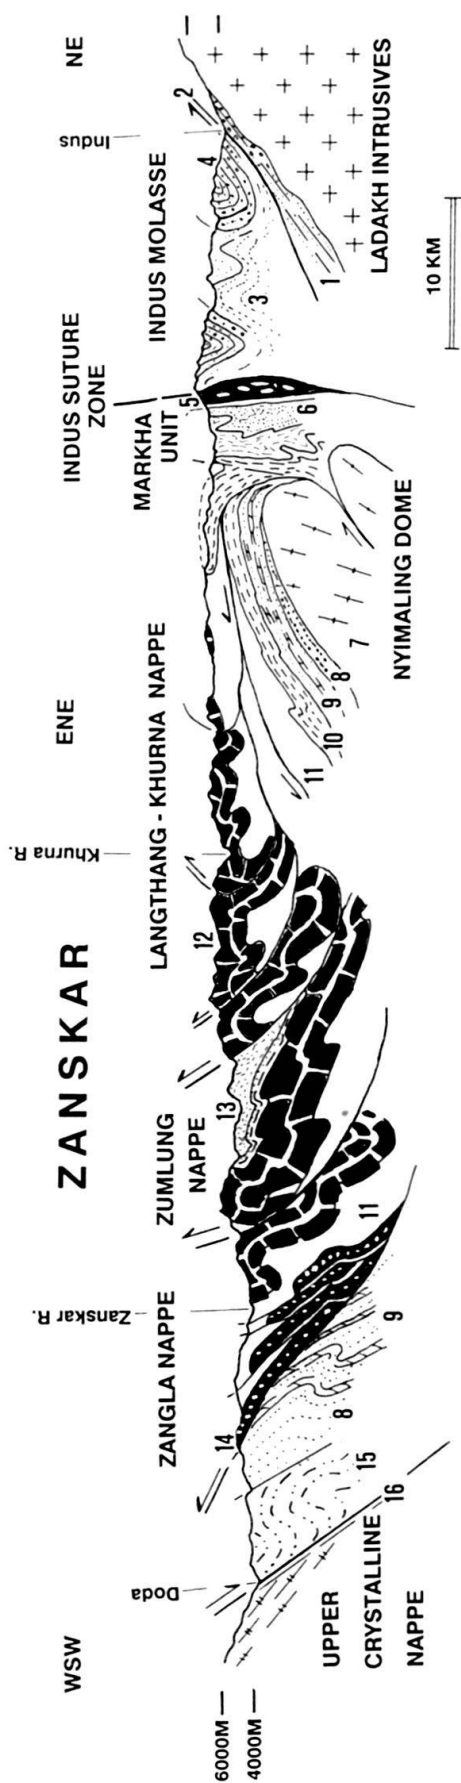 ZANSKAR
WSW
ENE
NE
Doda
Zanskar R.
Khurna R.
Indus
ZANGLA NAPPE
ZUMLUNG
NAPPE
LANGTHANG - KHURNA NAPPE
MARKHA
UNIT
INDUS SUTURE
ZONE
INDUS MOLASSE
6000M
4000M
14
13
12
5
4
2
UPPER
CRYSTALLINE
NAPPE
16
15
8
9
11
11
10
9
8
7
NYIMALING DOME
6
3
1
LADAKH INTRUSIVES
10 KM